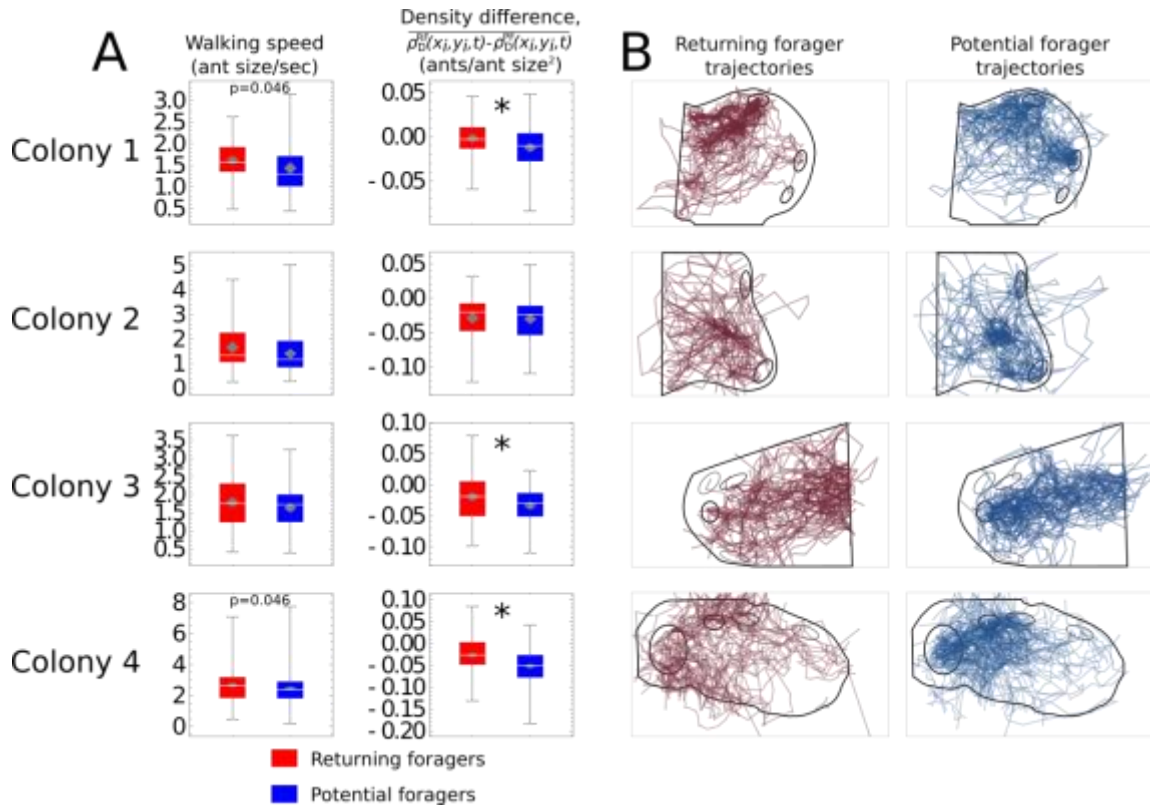 A
Walking speed
(ant size/sec)
Density difference,
(ants/ant size²)
B
Returning forager
trajectories
Potential forager
trajectories
Colony 1
p=0.046
3.0
2.5
2.0
1.5
1.0
0.5
0.05
0.00
- 0.05
Colony 2
5
4
3
2
1
0
0.05
0.00
- 0.05
- 0.10
Colony 3
3.5
3.0
2.5
2.0
1.5
1.0
0.5
0.10
0.05
0.00
- 0.05
- 0.10
Colony 4
p=0.046
8
6
4
2
0
0.10
0.05
0.00
- 0.05
- 0.10
- 0.15
- 0.20
*
*
*
Returning foragers
Potential foragers